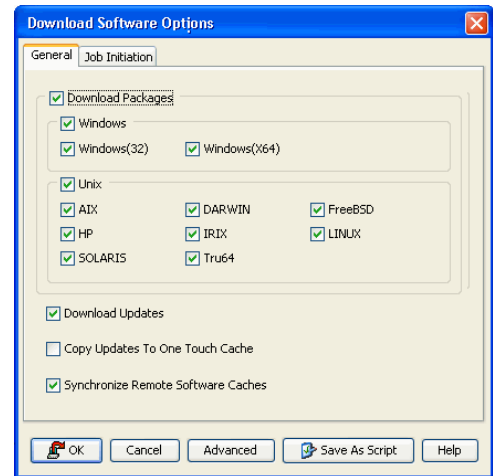 Download Software Options
General Job Initiation
Download Packages
Windows
Windows(32) Windows(X64)
Unix
AIX DARWIN FreeBSD
HP IRIX LINUX
SOLARIS Tru64
Download Updates
Copy Updates To One Touch Cache
Synchronize Remote Software Caches
OK Cancel Advanced Save As Script Help